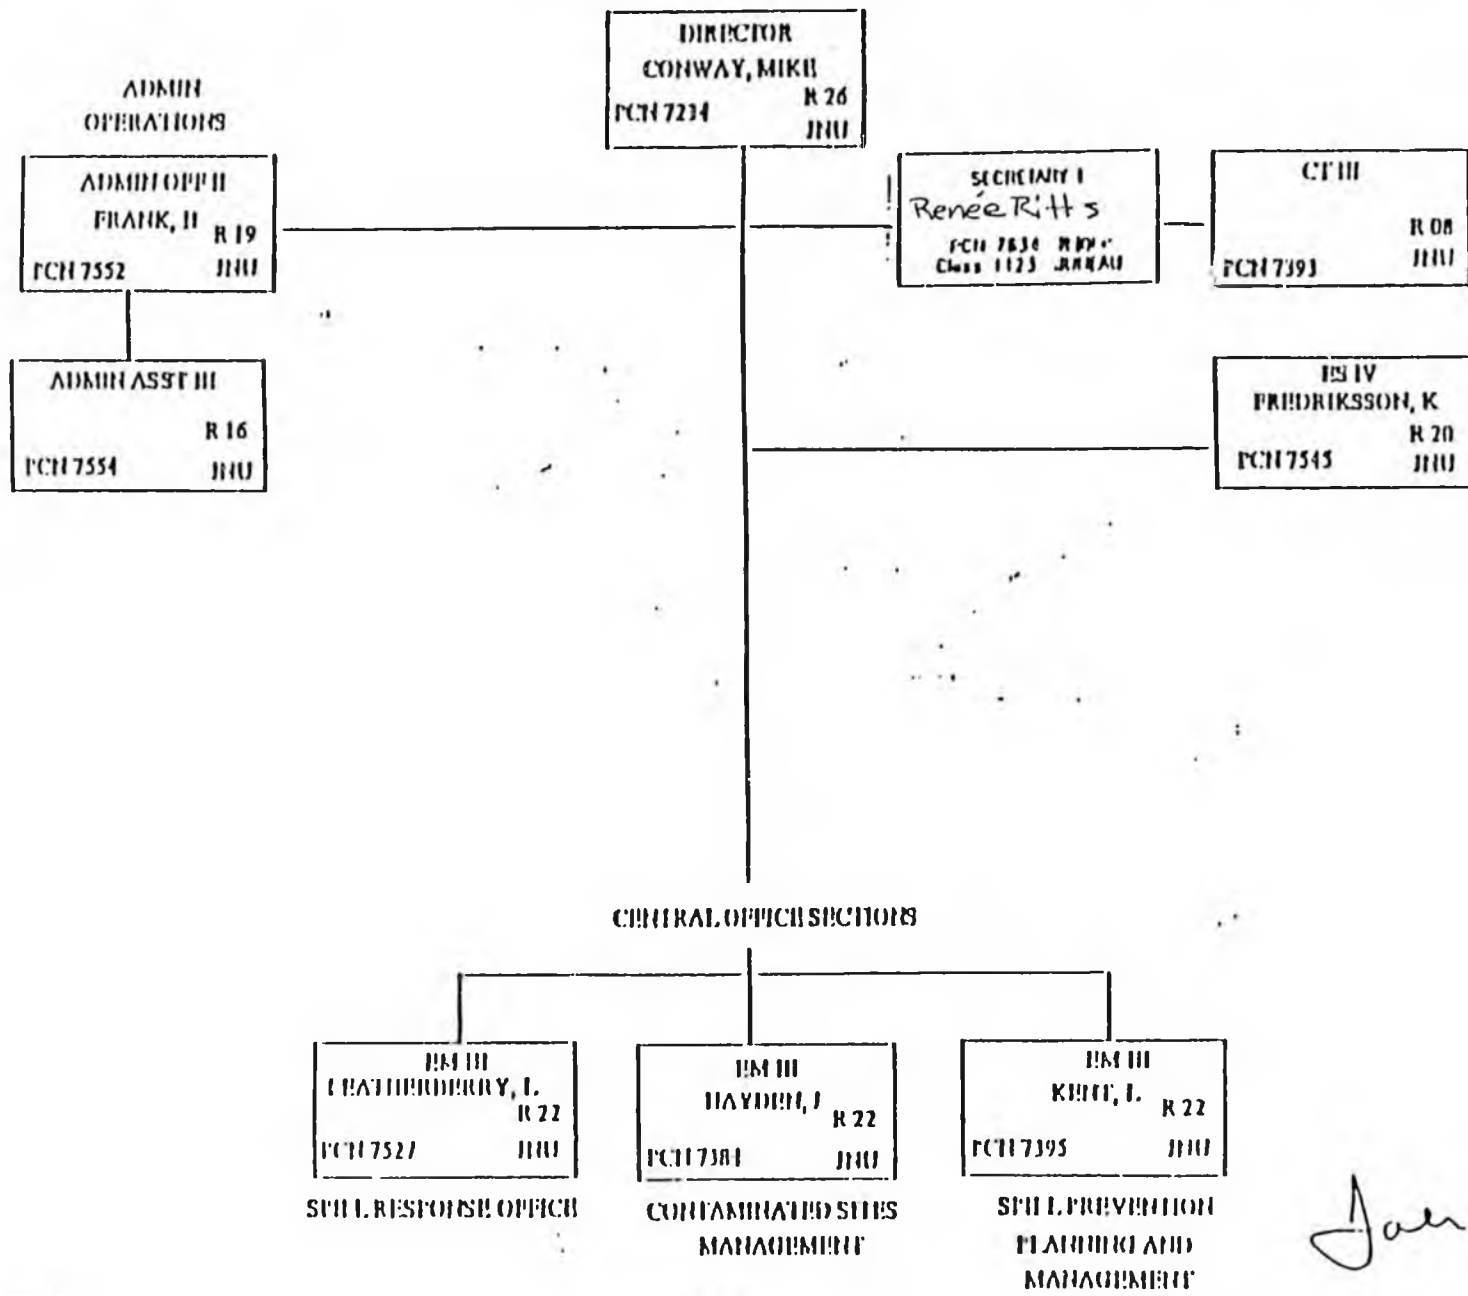 DIRECTOR
CONWAY, MIKE
R 26
PCN 7234
JNU
ADMIN
OPERATIONS
ADMIN OFF II
FRANK, H
R 19
PCN 7552
JNU
SECRETARY I
Renée Ritts
PCN 7634
Class 1123 JUNEAU
CT III
R 08
PCN 7393
JNU
ADMIN ASST III
R 16
PCN 7554
JNU
ES IV
FREDRIKSSON, K
R 20
PCN 7545
JNU
CENTRAL OFFICE SECTIONS
EM III
LEATHERBERRY, L.
R 22
PCN 7527
JNU
SPILL RESPONSE OFFICE
EM III
HAYDEN, J
R 22
PCN 7384
JNU
CONTAMINATED SITES
MANAGEMENT
EM III
KENT, L.
R 22
PCN 7395
JNU
SPILL PREVENTION
PLANNING AND
MANAGEMENT